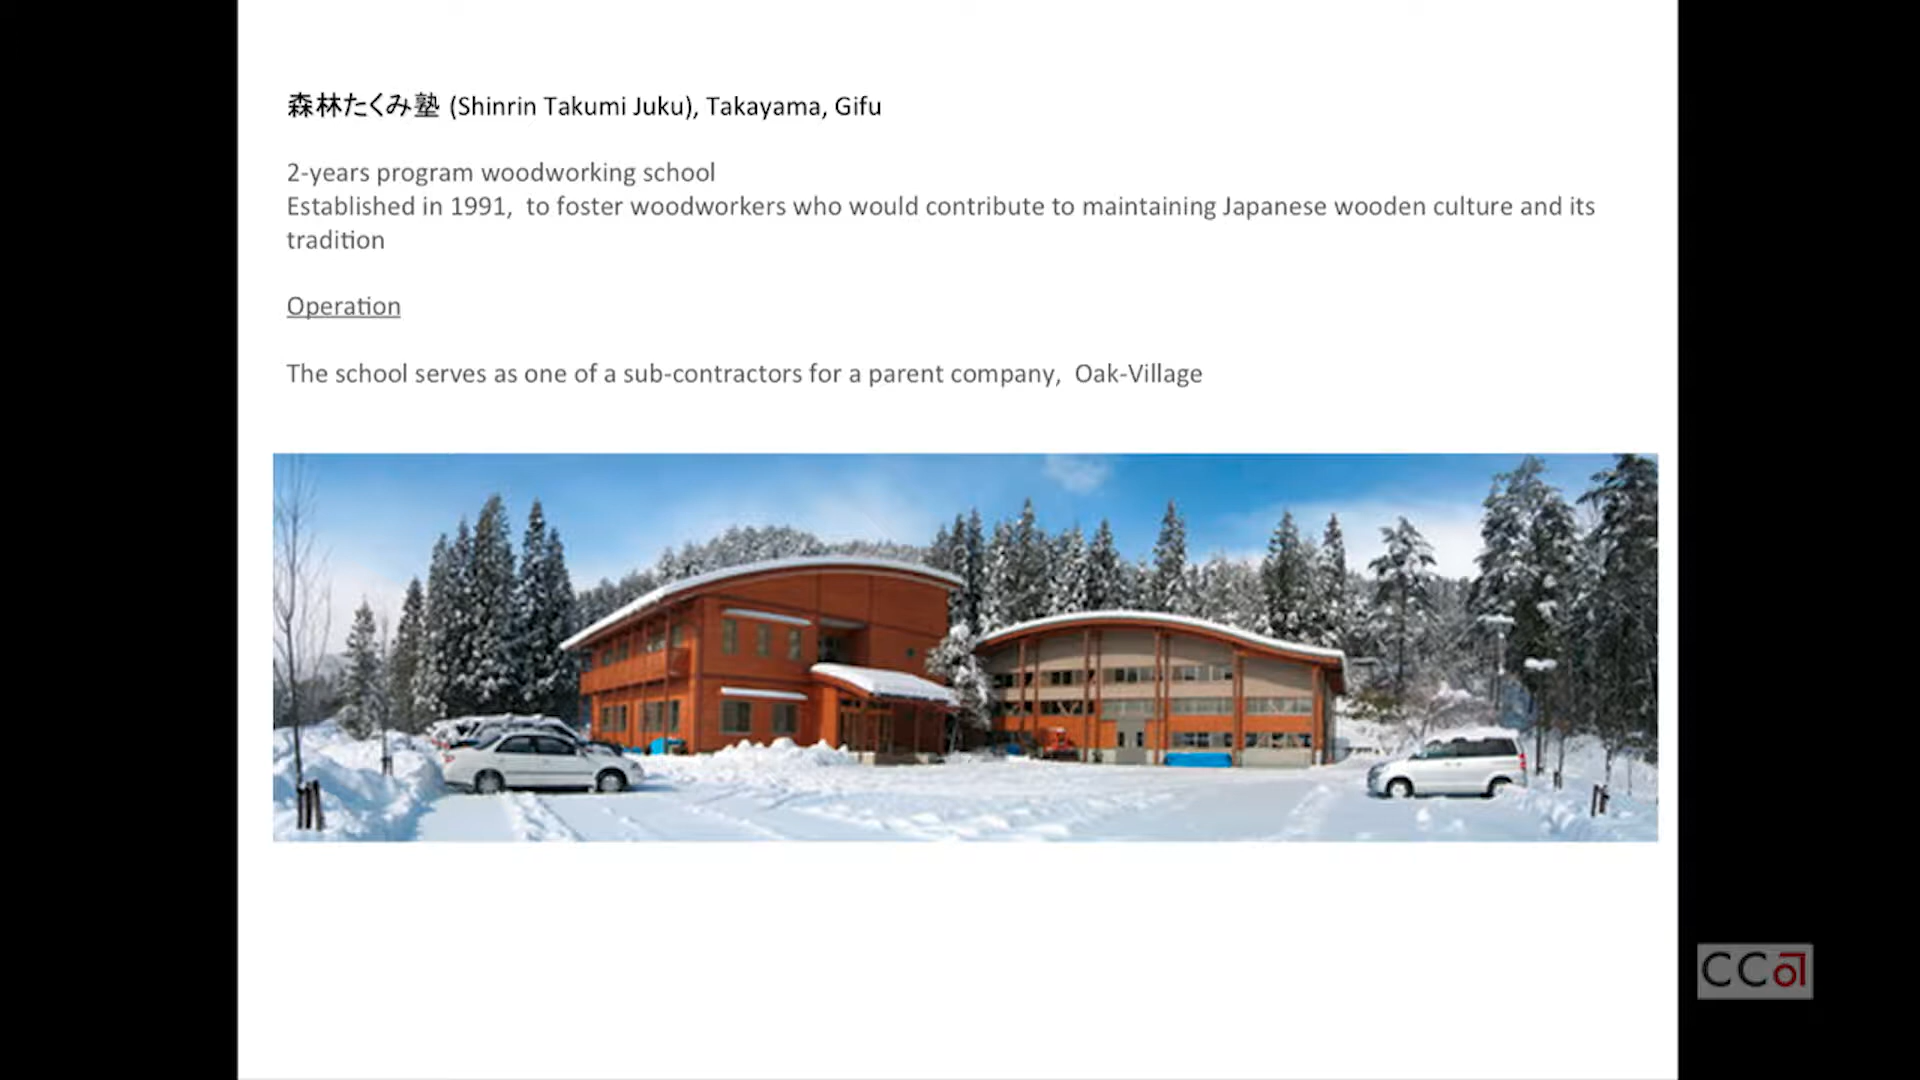 森林たくみ塾 (Shinrin Takumi Juku), Takayama, Gifu
2-years program woodworking school
Established in 1991,  to foster woodworkers who would contribute to maintaining Japanese wooden culture and its
tradition
Operation
The school serves as one of a sub-contractors for a parent company,  Oak-Village
CCA